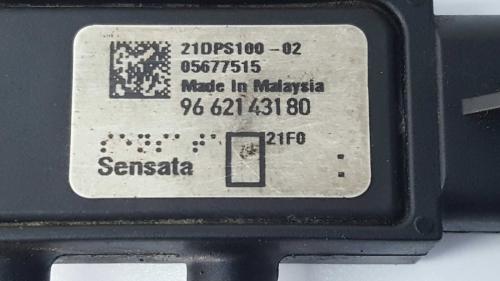 21DPS100-02
05677515
Made In Malaysia
96 621 431 80
21F0
Sensata